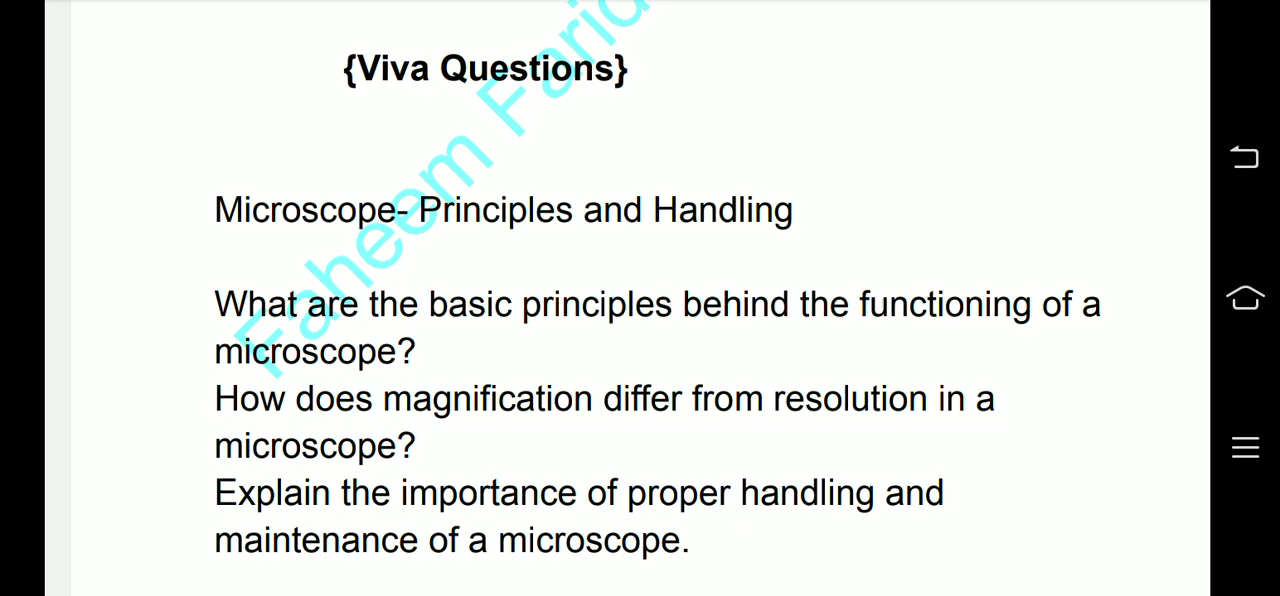 {Viva Questions}
Faheem Farid
Microscope- Principles and Handling
What are the basic principles behind the functioning of a
microscope?
How does magnification differ from resolution in a
microscope?
Explain the importance of proper handling and
maintenance of a microscope.